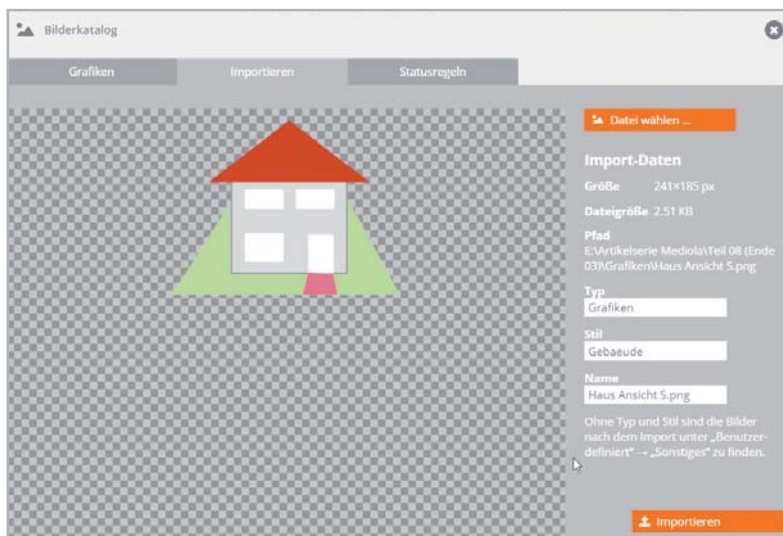 Bilderkatalog
Grafiken
Importieren
Statusregeln
Datei wählen ...
Import-Daten
Größe 241×185 px
Dateigröße 2.51 KB
Pfad
E:\Artikelserie Mediola\Teil 08 (Ende
03)\Grafiken\Haus Ansicht S.png
Typ
Grafiken
Stil
Gebaeude
Name
Haus Ansicht S.png
Ohne Typ und Stil sind die Bilder
nach dem Import unter „Benutzer-
definiert“ → „Sonstiges“ zu finden.
Importieren